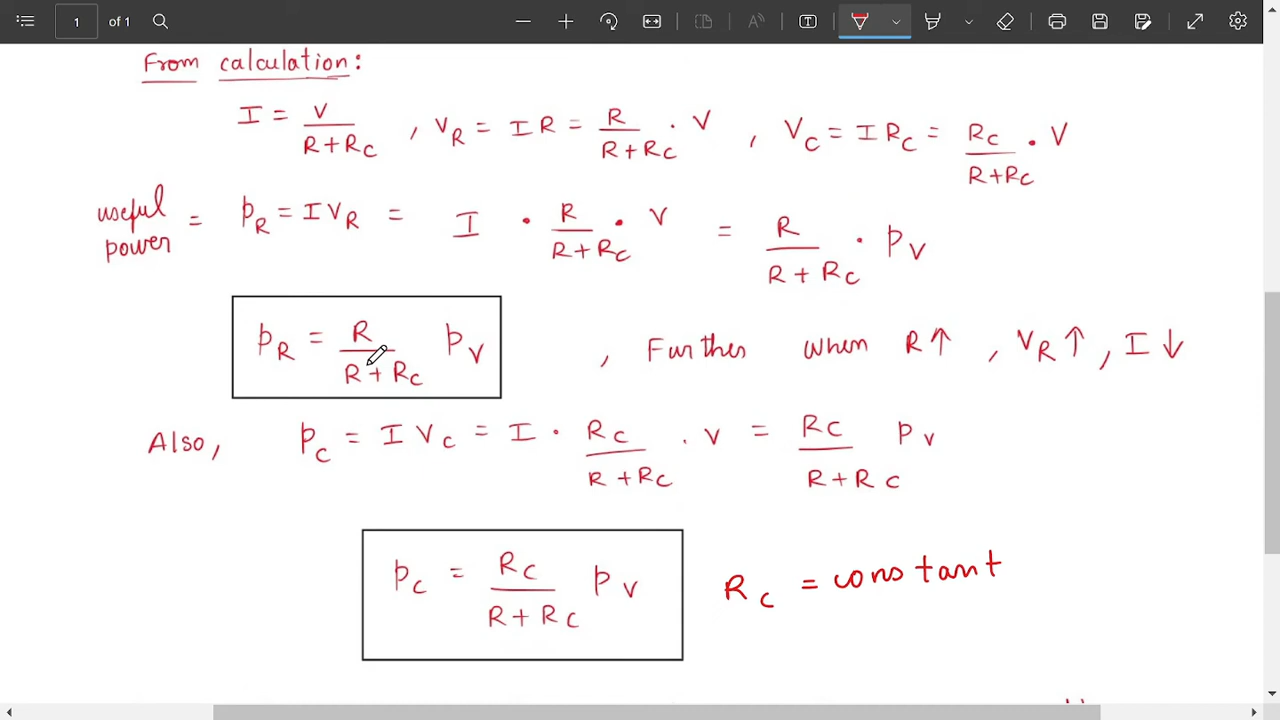 1 of 1
From calculation:
I = V/(R+Rc) , VR = IR = R/(R+Rc) · V , Vc = IRc = Rc/(R+Rc) · V
useful power = PR = IVR = I · R/(R+Rc) · V = R/(R+Rc) · PV
PR = R/(R+Rc) PV , Further when R↑ , VR↑ , I↓
Also, Pc = I Vc = I · Rc/(R+Rc) · V = Rc/(R+Rc) PV
Pc = Rc/(R+Rc) PV Rc = constant